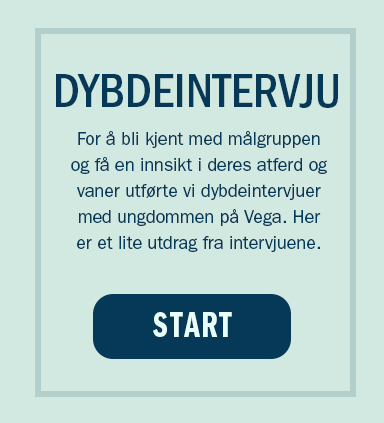 DYBDEINTERVJU
For å bli kjent med målgruppen
og få en innsikt i deres atferd og
vaner utførte vi dybdeintervjuer
med ungdommen på Vega. Her
er et lite utdrag fra intervjuene.
START